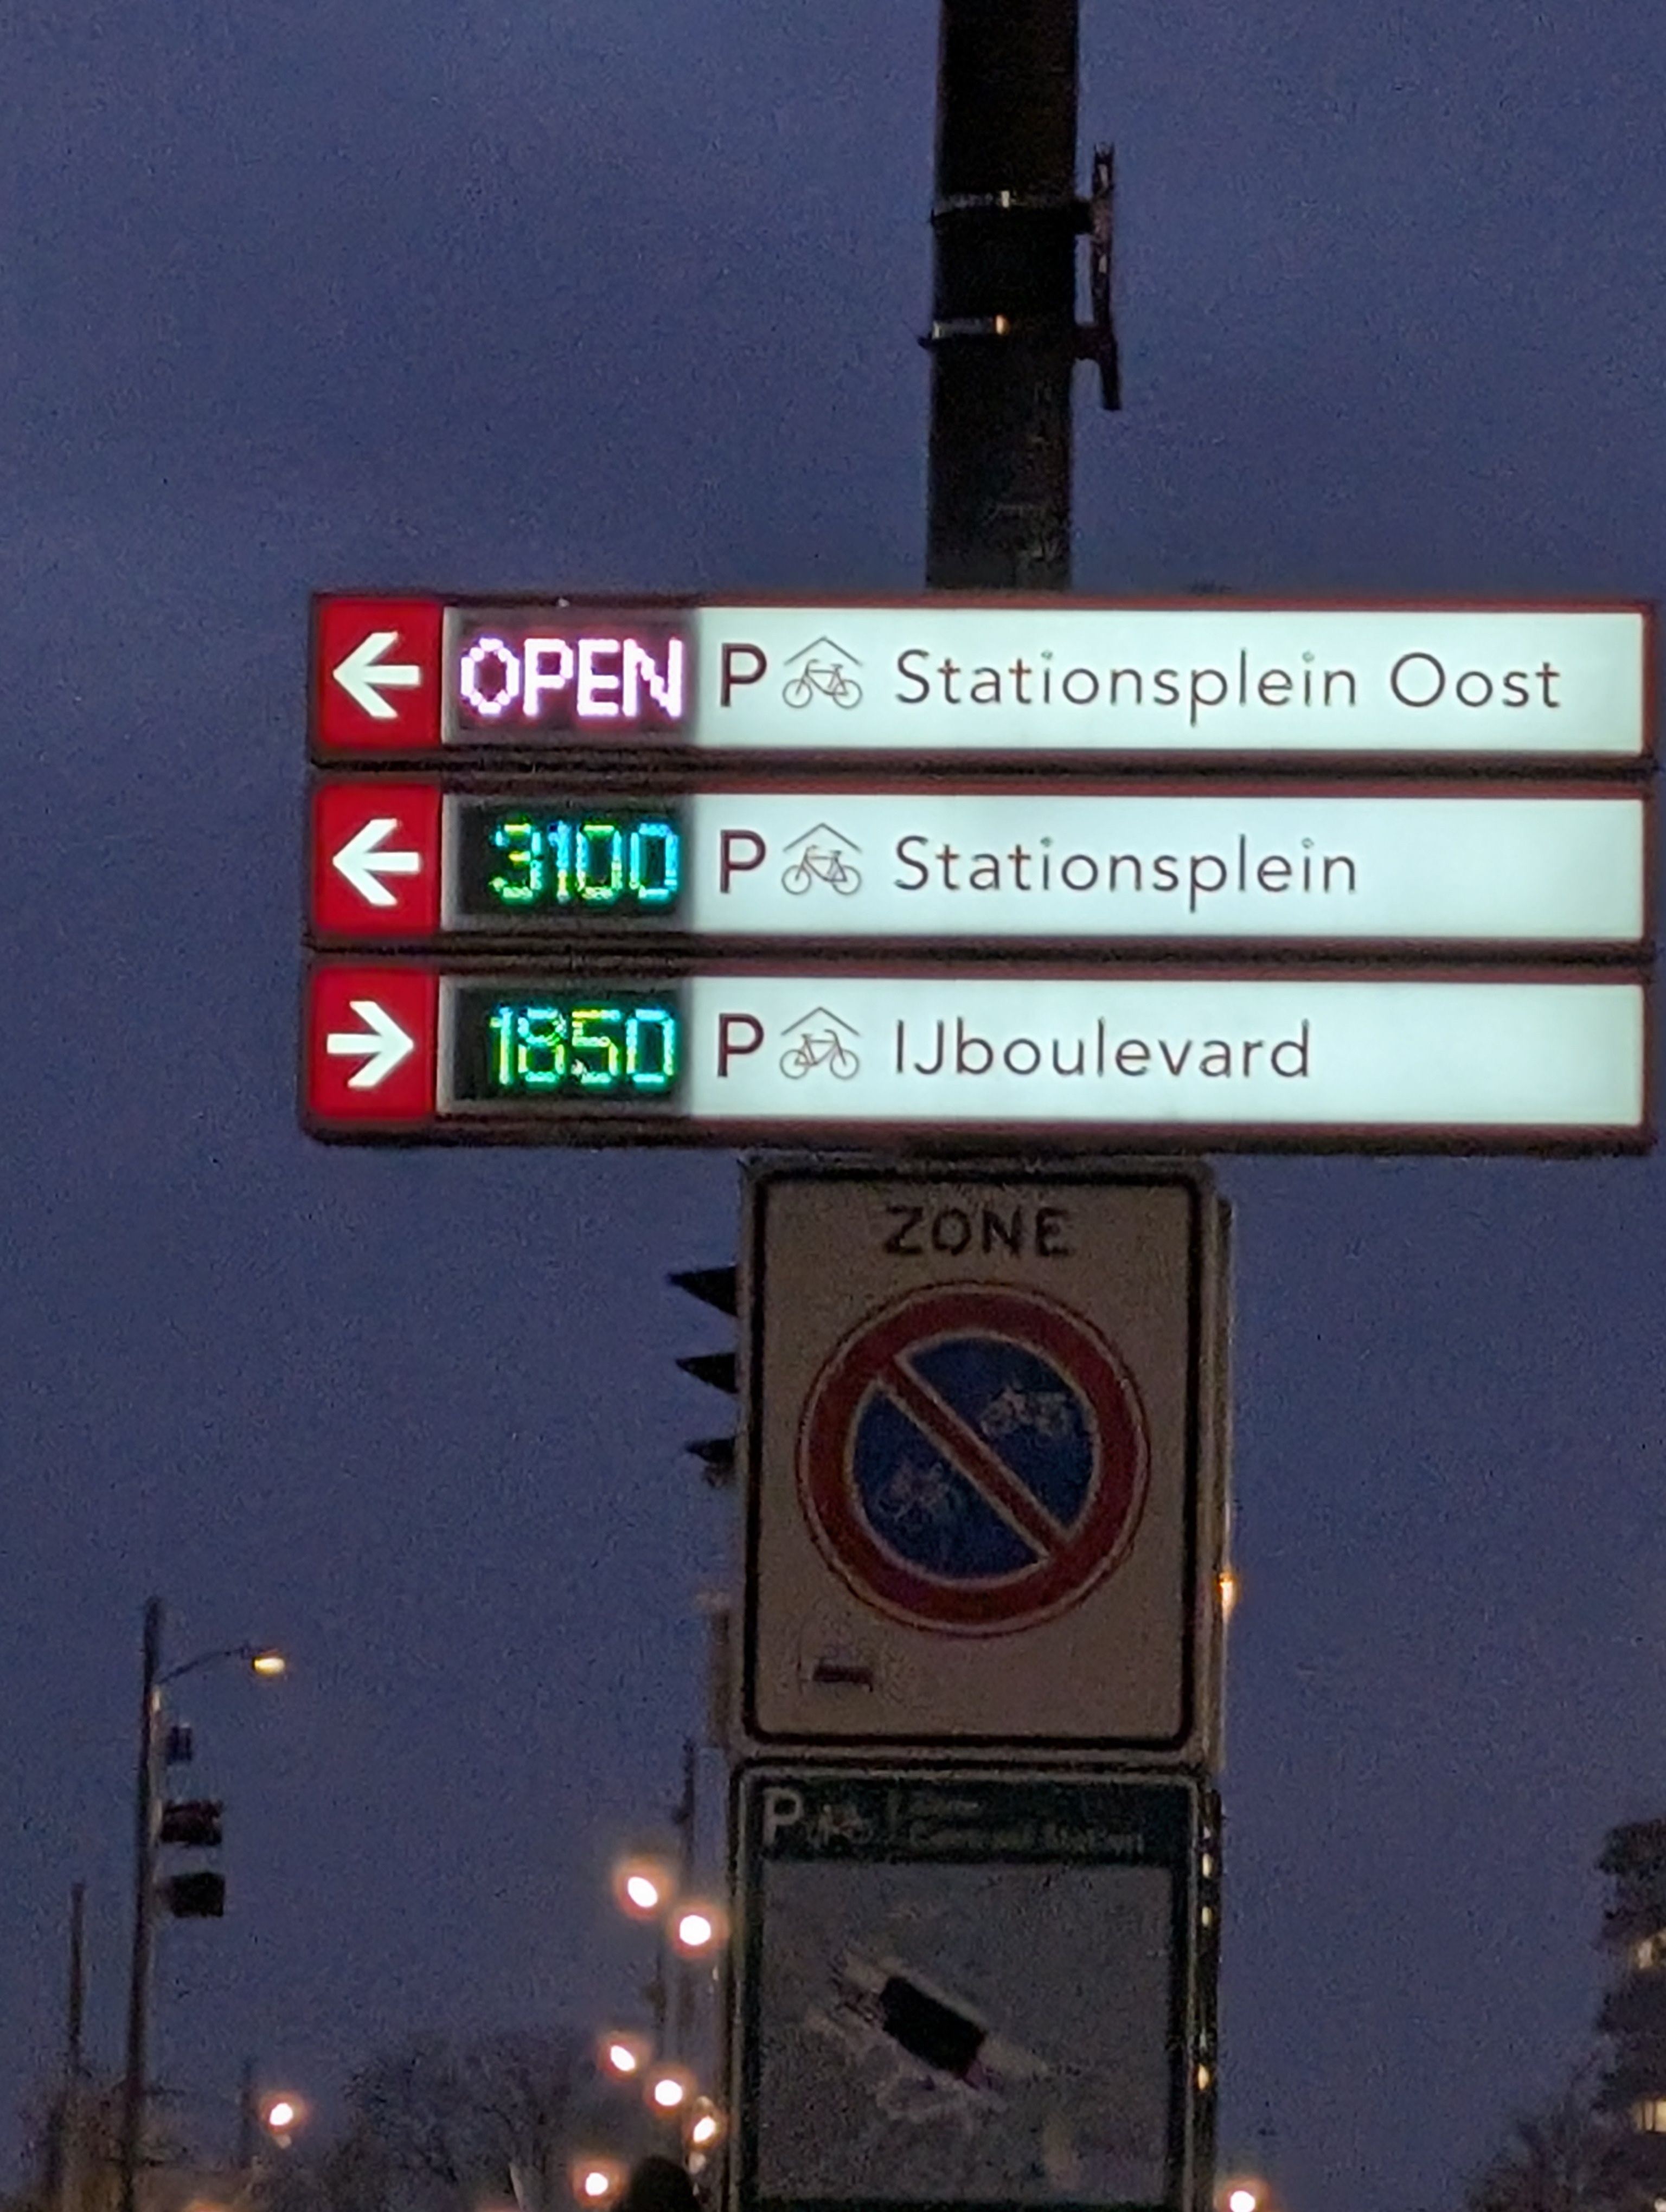 OPEN P Stationsplein Oost
3100 P Stationsplein
1850 P IJboulevard
ZONE
P